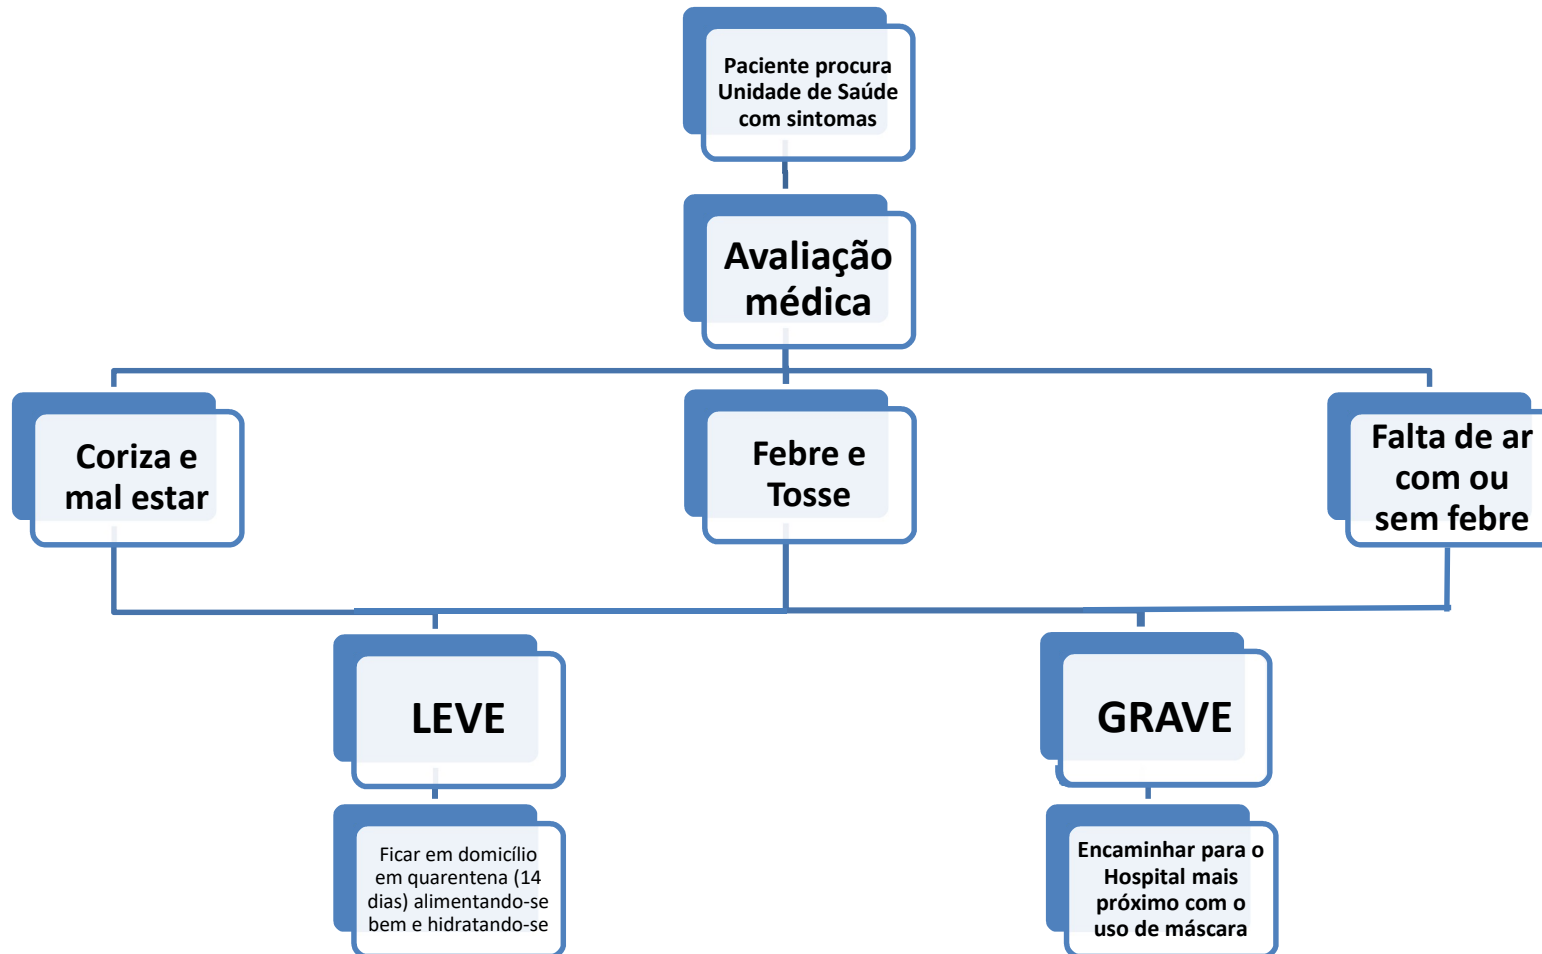 Paciente procura
Unidade de Saúde
com sintomas
Avaliação
médica
Coriza e
mal estar
Febre e
Tosse
Falta de ar
com ou
sem febre
LEVE
GRAVE
Ficar em domicílio
em quarentena (14
dias) alimentando-se
bem e hidratando-se
Encaminhar para o
Hospital mais
próximo com o
uso de máscara